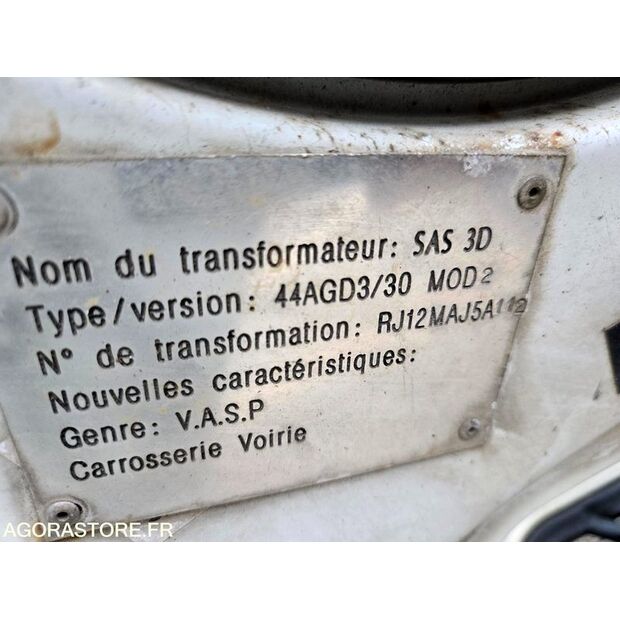 Nom du transformateur: SAS 3D
Type/version: 44AGD3/30 MOD2
N° de transformation: RJ12MAJ5A112
Nouvelles caractéristiques:
Genre: V.A.S.P
Carrosserie Voirie
AGORASTORE.FR